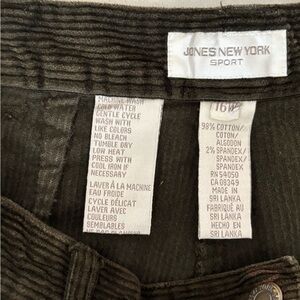 JONES NEW YORK
SPORT
MACHINE WASH
COLD WATER
GENTLE CYCLE
WASH WITH
LIKE COLORS
NO BLEACH
TUMBLE DRY
LOW HEAT
PRESS WITH
COOL IRON IF
NECESSARY
LAVER À LA MACHINE
EAU FROIDE
CYCLE DÉLICAT
LAVER AVEC
COULEURS
SEMBLABLES
16W
98% COTTON/
COTON/
ALGODON
2% SPANDEX/
SPANDEX/
SPANDEX
RN 54050
CA 08349
MADE IN
SRI LANKA
FABRIQUÉ AU
SRI LANKA
HECHO EN
SRI LANKA